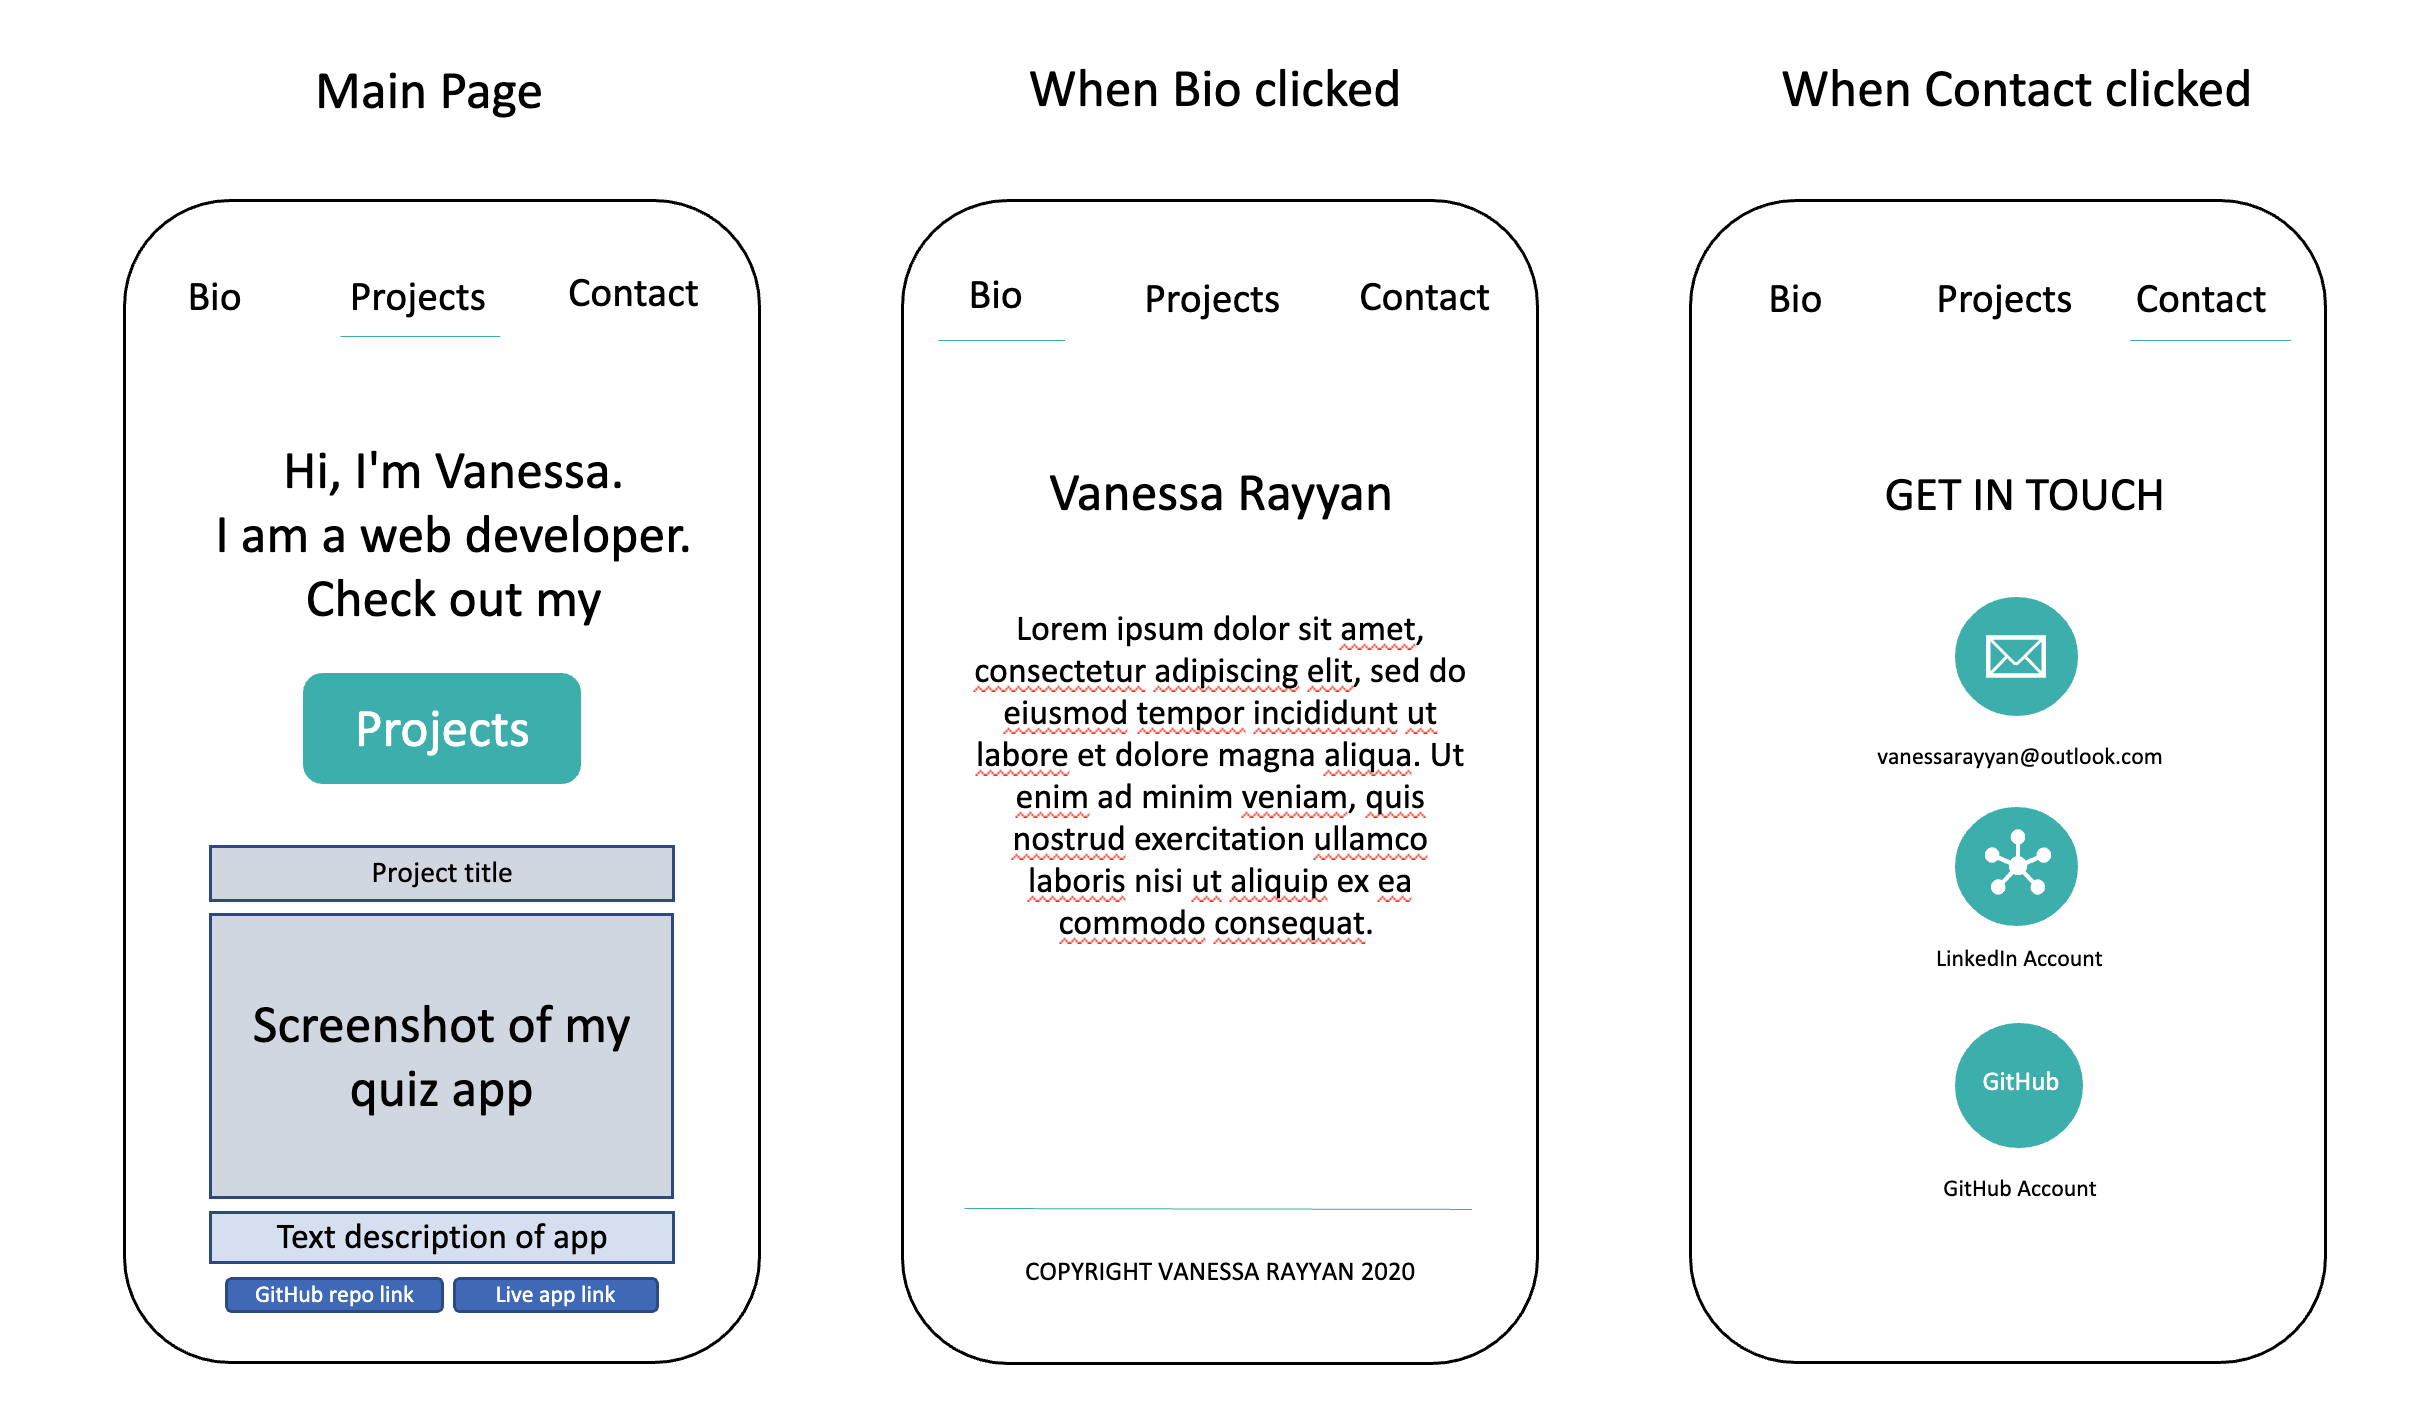 Main Page
Bio
Projects
Contact
Hi, I'm Vanessa.
I am a web developer.
Check out my
Projects
Project title
Screenshot of my
quiz app
Text description of app
GitHub repo link
Live app link
When Bio clicked
Bio
Projects
Contact
Vanessa Rayyan
Lorem ipsum dolor sit amet,
consectetur adipiscing elit, sed do
eiusmod tempor incididunt ut
labore et dolore magna aliqua. Ut
enim ad minim veniam, quis
nostrud exercitation ullamco
laboris nisi ut aliquip ex ea
commodo consequat.
COPYRIGHT VANESSA RAYYAN 2020
When Contact clicked
Bio
Projects
Contact
GET IN TOUCH
vanessarayyan@outlook.com
LinkedIn Account
GitHub
GitHub Account